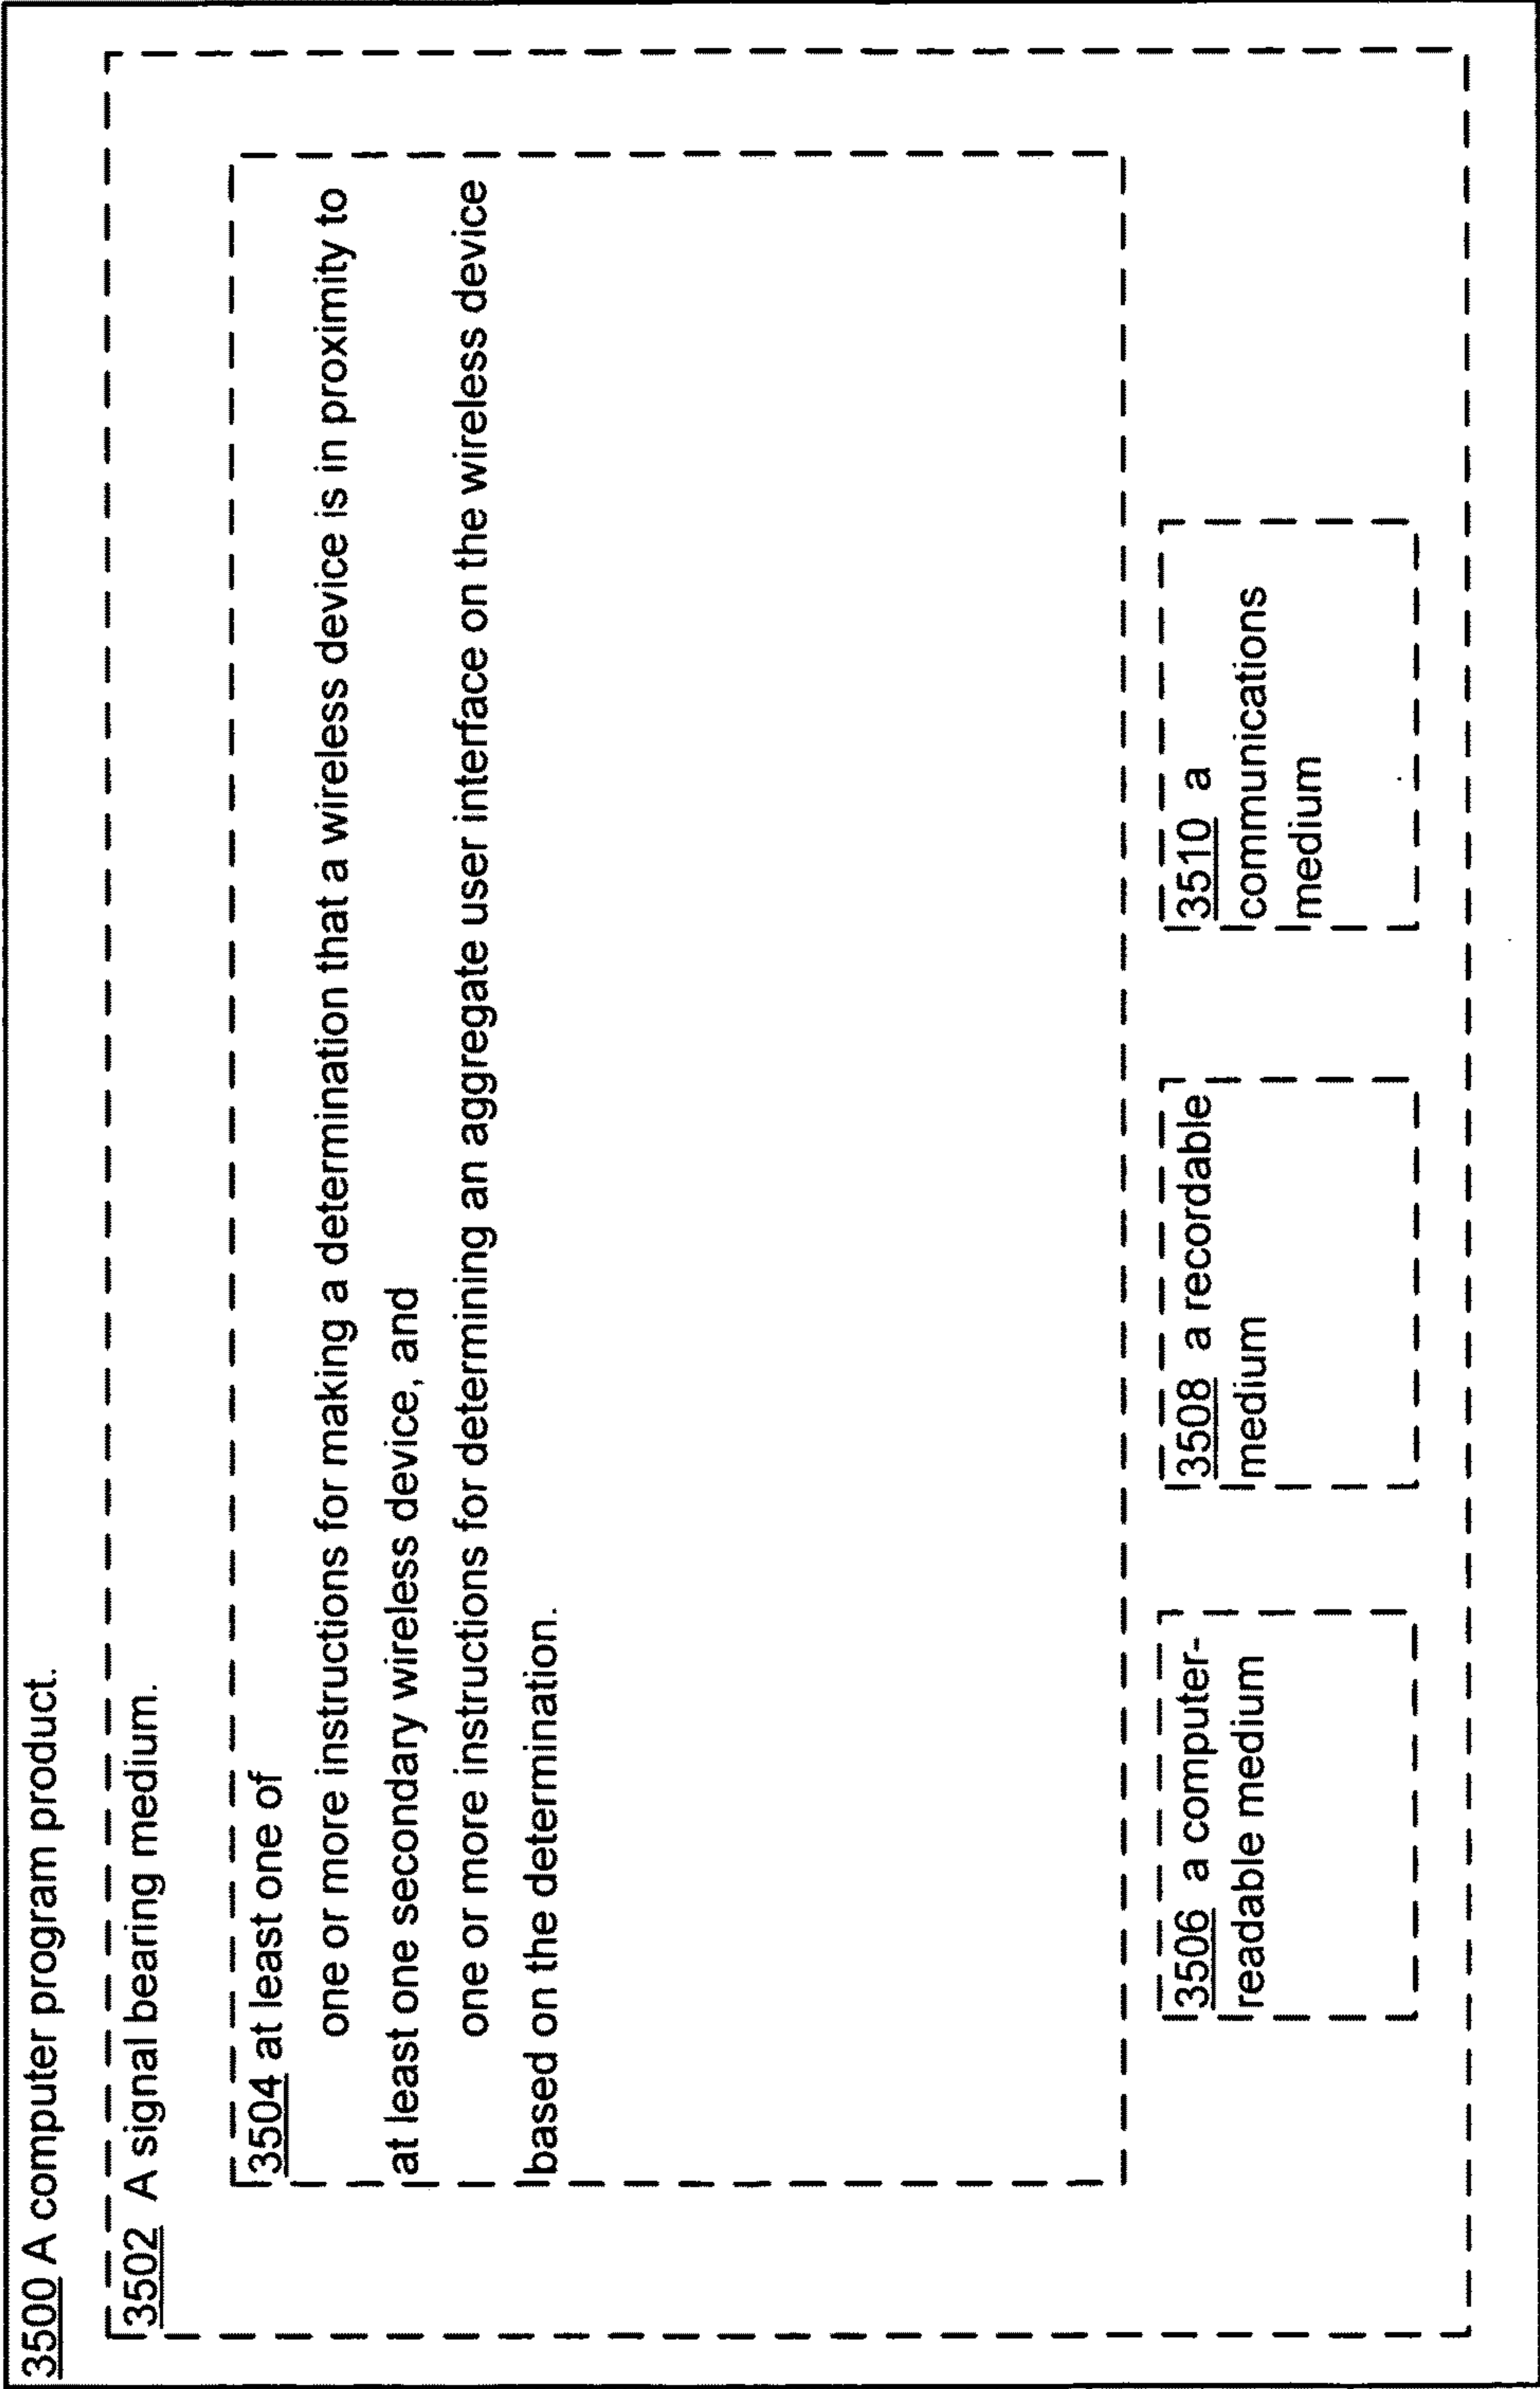 3500 A computer program product.
3502 A signal bearing medium.
3504 at least one of
one or more instructions for making a determination that a wireless device is in proximity to
at least one secondary wireless device, and
one or more instructions for determining an aggregate user interface on the wireless device
based on the determination.
3506 a computer-
readable medium
3508 a recordable
medium
3510 a
communications
medium